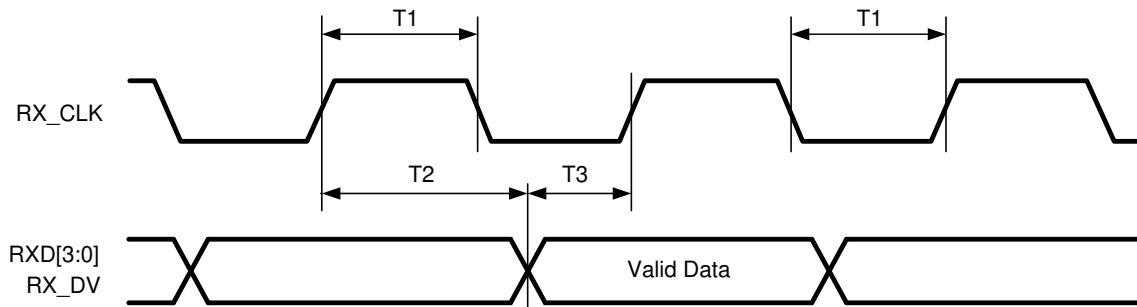 T1
T1
RX_CLK
T2
T3
RXD[3:0]
RX_DV
Valid Data